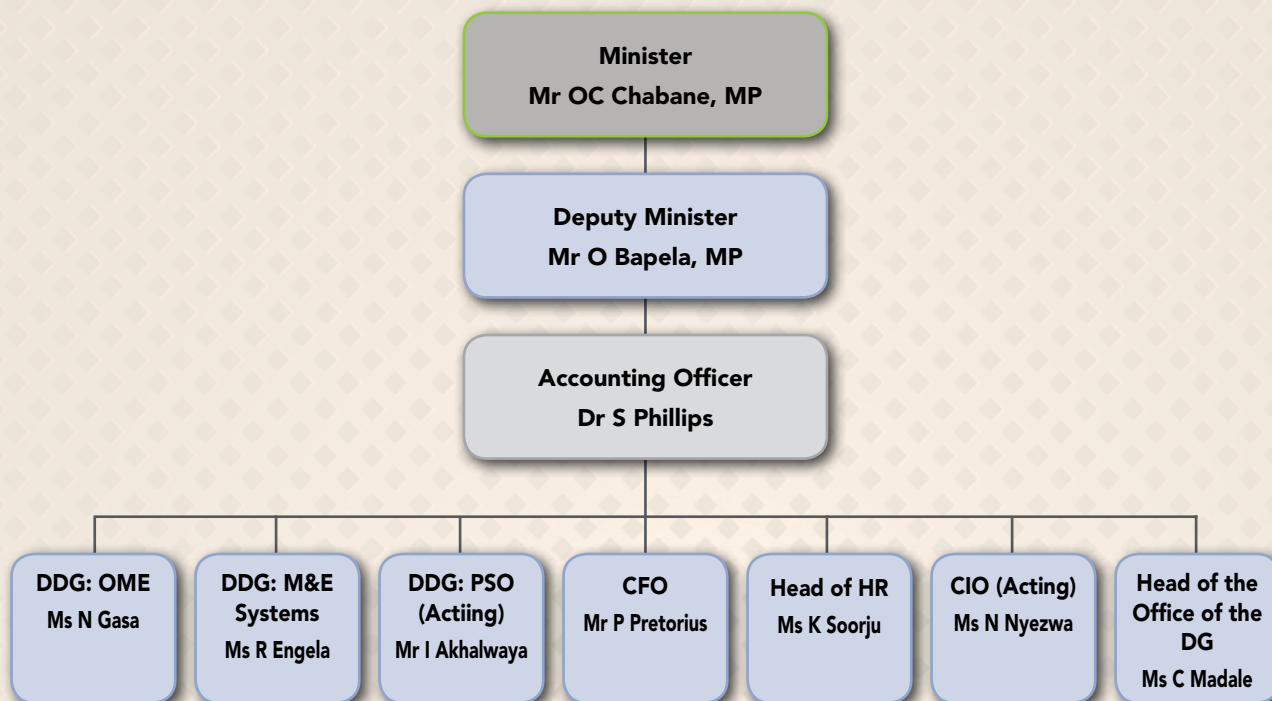 Minister
Mr OC Chabane, MP
Deputy Minister
Mr O Bapela, MP
Accounting Officer
Dr S Phillips
DDG: OME
Ms N Gasa
DDG: M&E
Systems
Ms R Engela
DDG: PSO
(Actiing)
Mr I Akhalwaya
CFO
Mr P Pretorius
Head of HR
Ms K Soorju
CIO (Acting)
Ms N Nyezwa
Head of the
Office of the
DG
Ms C Madale